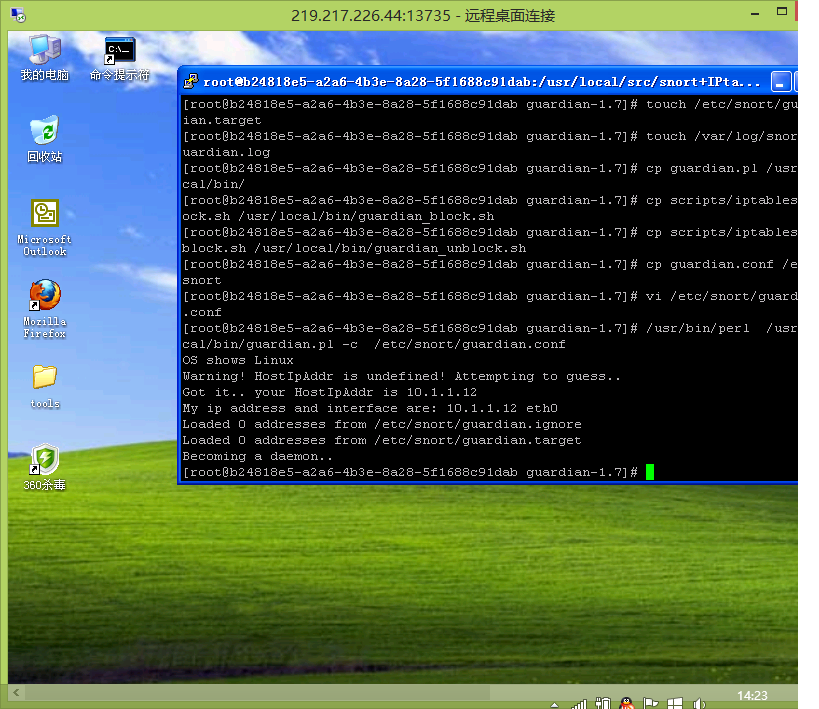 219.217.226.44:13735 - 远程桌面连接
我的电脑
命令提示符
回收站
Microsoft
Outlook
Mozilla
Firefox
tools
360杀毒
C:\_
root@b24818e5-a2a6-4b3e-8a28-5f1688c91dab:/usr/local/src/snort+IPta...
[root@b24818e5-a2a6-4b3e-8a28-5f1688c91dab guardian-1.7]# touch /etc/snort/gu
ian.target
[root@b24818e5-a2a6-4b3e-8a28-5f1688c91dab guardian-1.7]# touch /var/log/snor
uardian.log
[root@b24818e5-a2a6-4b3e-8a28-5f1688c91dab guardian-1.7]# cp guardian.pl /usr
cal/bin/
[root@b24818e5-a2a6-4b3e-8a28-5f1688c91dab guardian-1.7]# cp scripts/iptables
ock.sh /usr/local/bin/guardian_block.sh
[root@b24818e5-a2a6-4b3e-8a28-5f1688c91dab guardian-1.7]# cp scripts/iptables
block.sh /usr/local/bin/guardian_unblock.sh
[root@b24818e5-a2a6-4b3e-8a28-5f1688c91dab guardian-1.7]# cp guardian.conf /e
snort
[root@b24818e5-a2a6-4b3e-8a28-5f1688c91dab guardian-1.7]# vi /etc/snort/guard
.conf
[root@b24818e5-a2a6-4b3e-8a28-5f1688c91dab guardian-1.7]# /usr/bin/perl  /usr
cal/bin/guardian.pl -c  /etc/snort/guardian.conf
OS shows Linux
Warning! HostIpAddr is undefined! Attempting to guess..
Got it.. your HostIpAddr is 10.1.1.12
My ip address and interface are: 10.1.1.12 eth0
Loaded 0 addresses from /etc/snort/guardian.ignore
Loaded 0 addresses from /etc/snort/guardian.target
Becoming a daemon..
[root@b24818e5-a2a6-4b3e-8a28-5f1688c91dab guardian-1.7]#
14:23